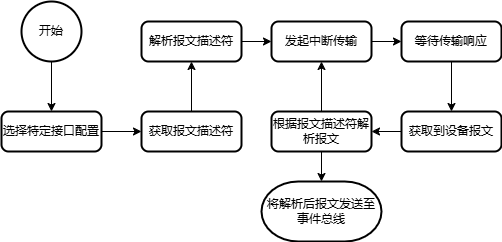 开始
解析报文描述符
发起中断传输
等待传输响应
选择特定接口配置
获取报文描述符
根据报文描述符解
析报文
获取到设备报文
将解析后报文发送至
事件总线